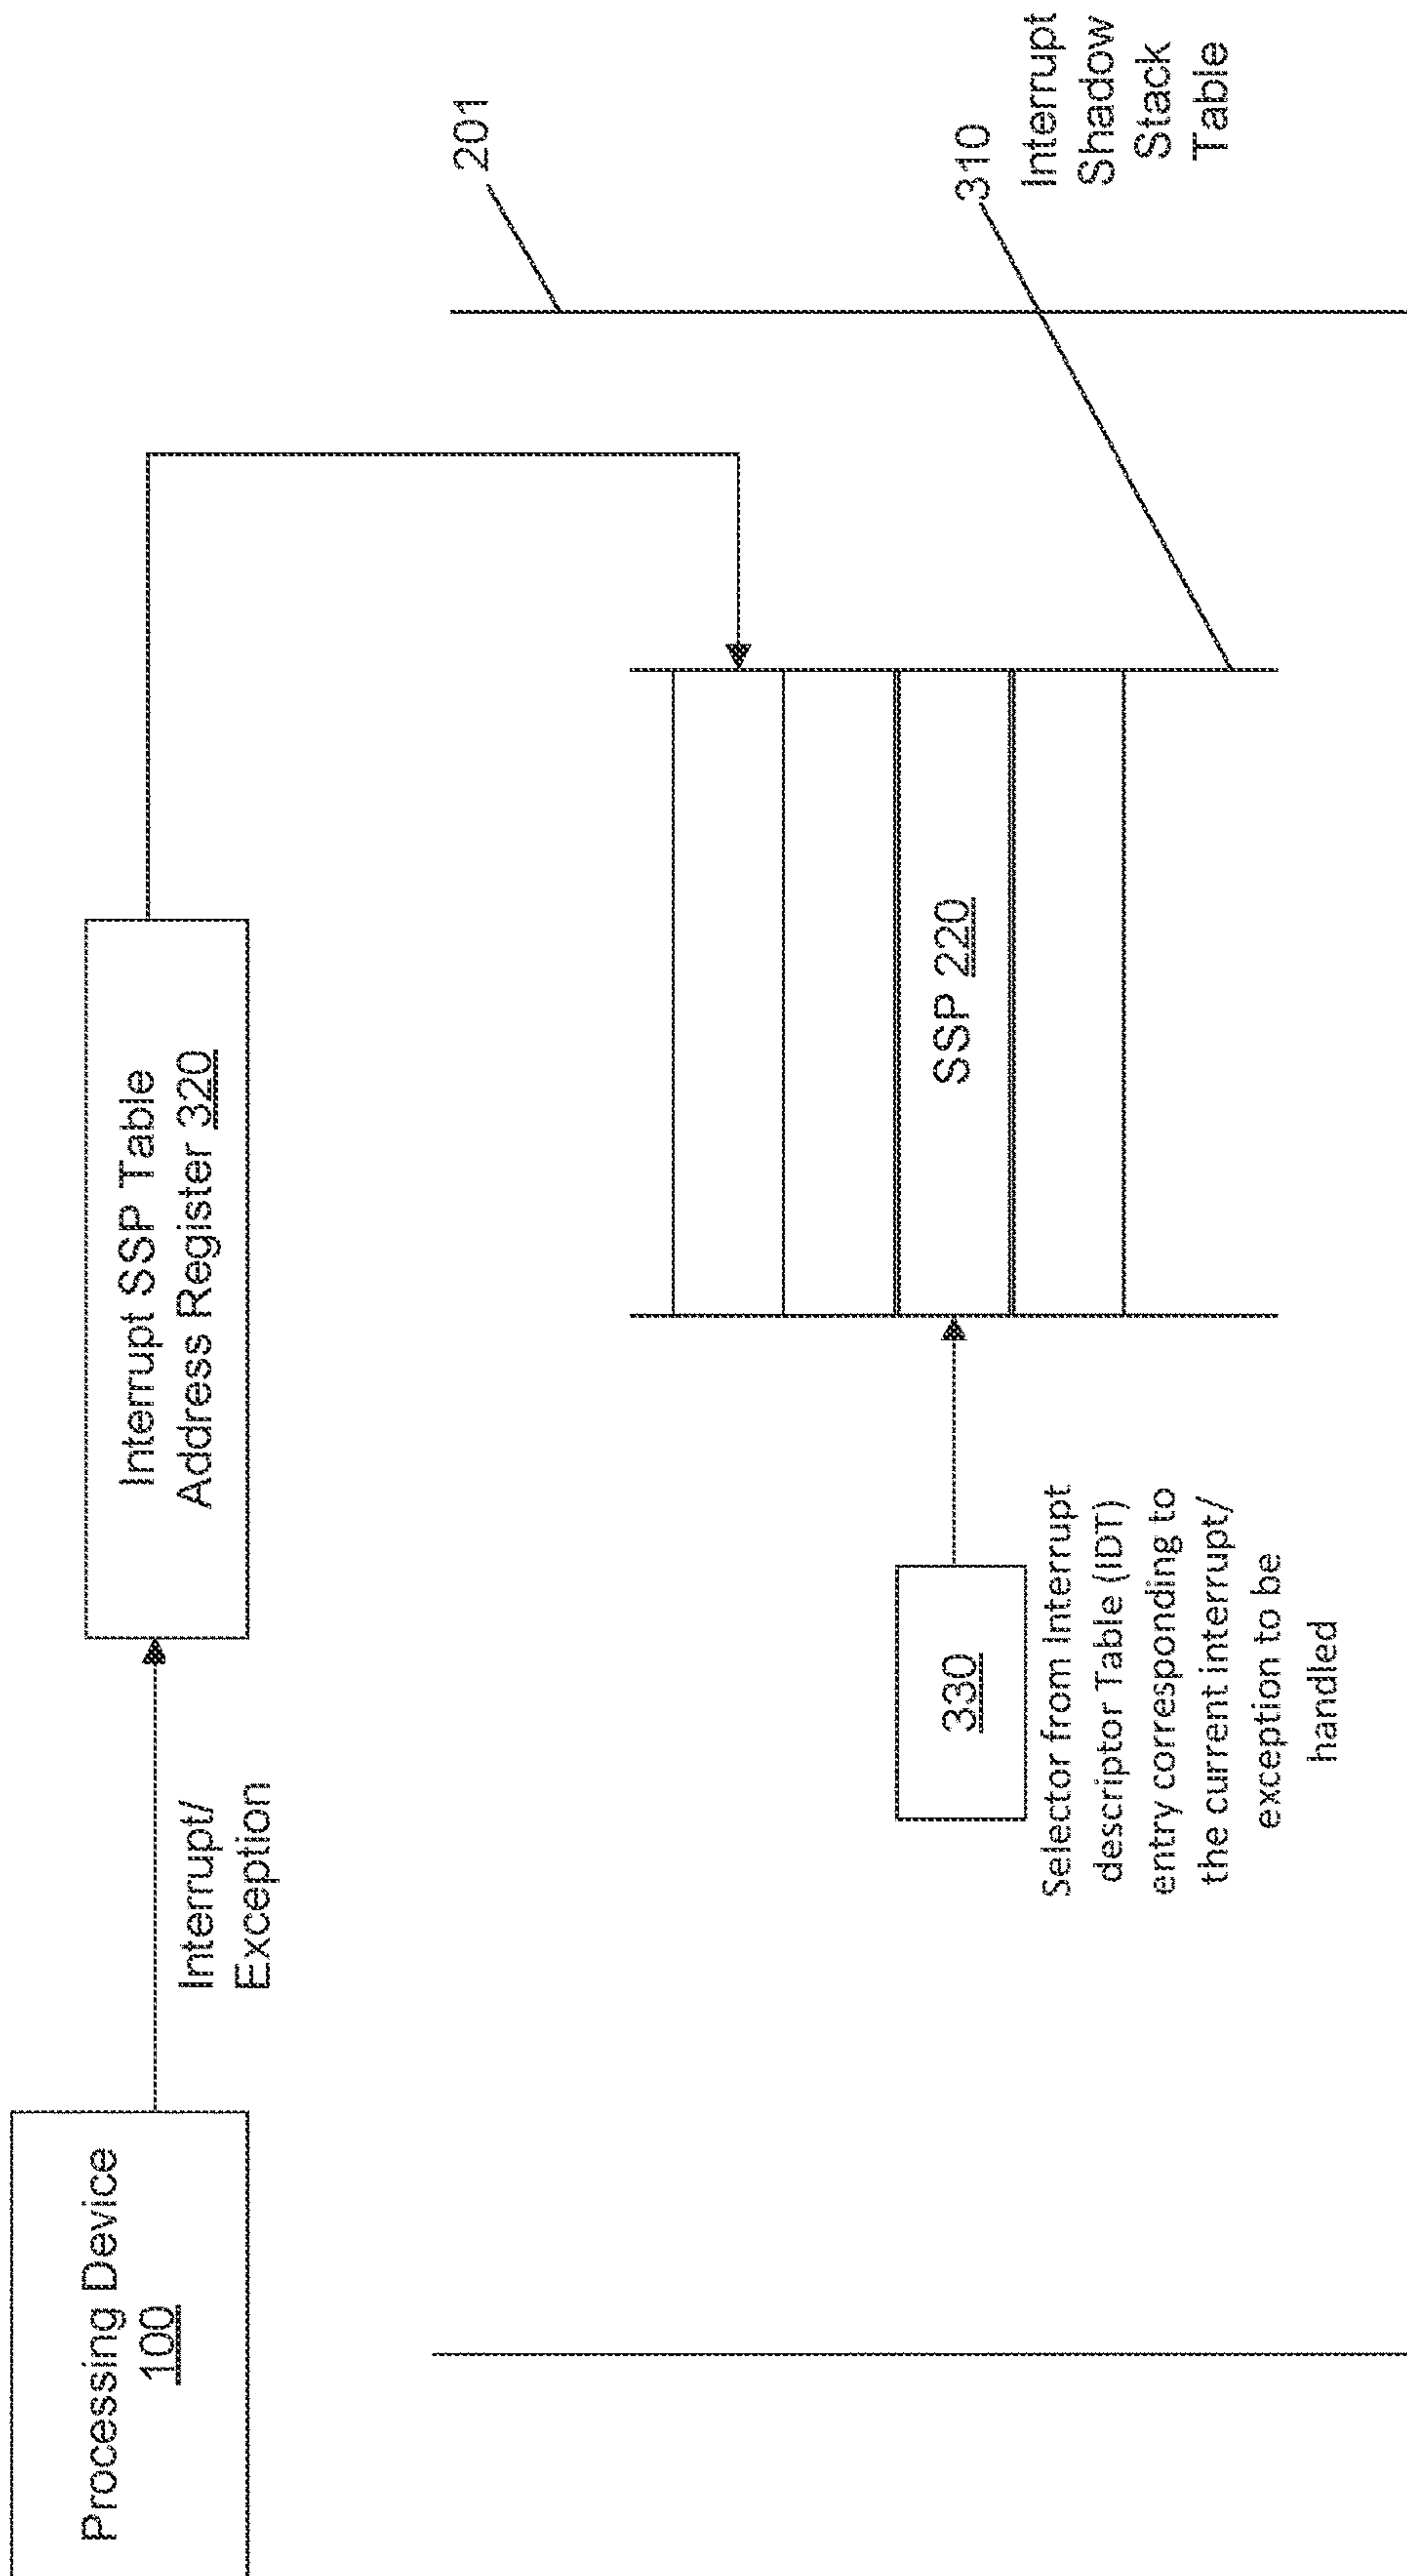 Processing Device
100
Interrupt/
Exception
Interrupt SSP Table
Address Register 320
201
310
Interrupt
Shadow
Stack
Table
SSP 220
330
Selector from Interrupt
descriptor Table (IDT)
entry corresponding to
the current interrupt/
exception to be
handled